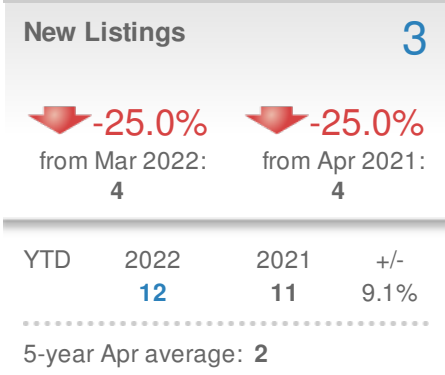 New Listings 3
-25.0% -25.0%
from Mar 2022: from Apr 2021:
4 4
YTD 2022 2021 +/-
12 11 9.1%
5-year Apr average: 2